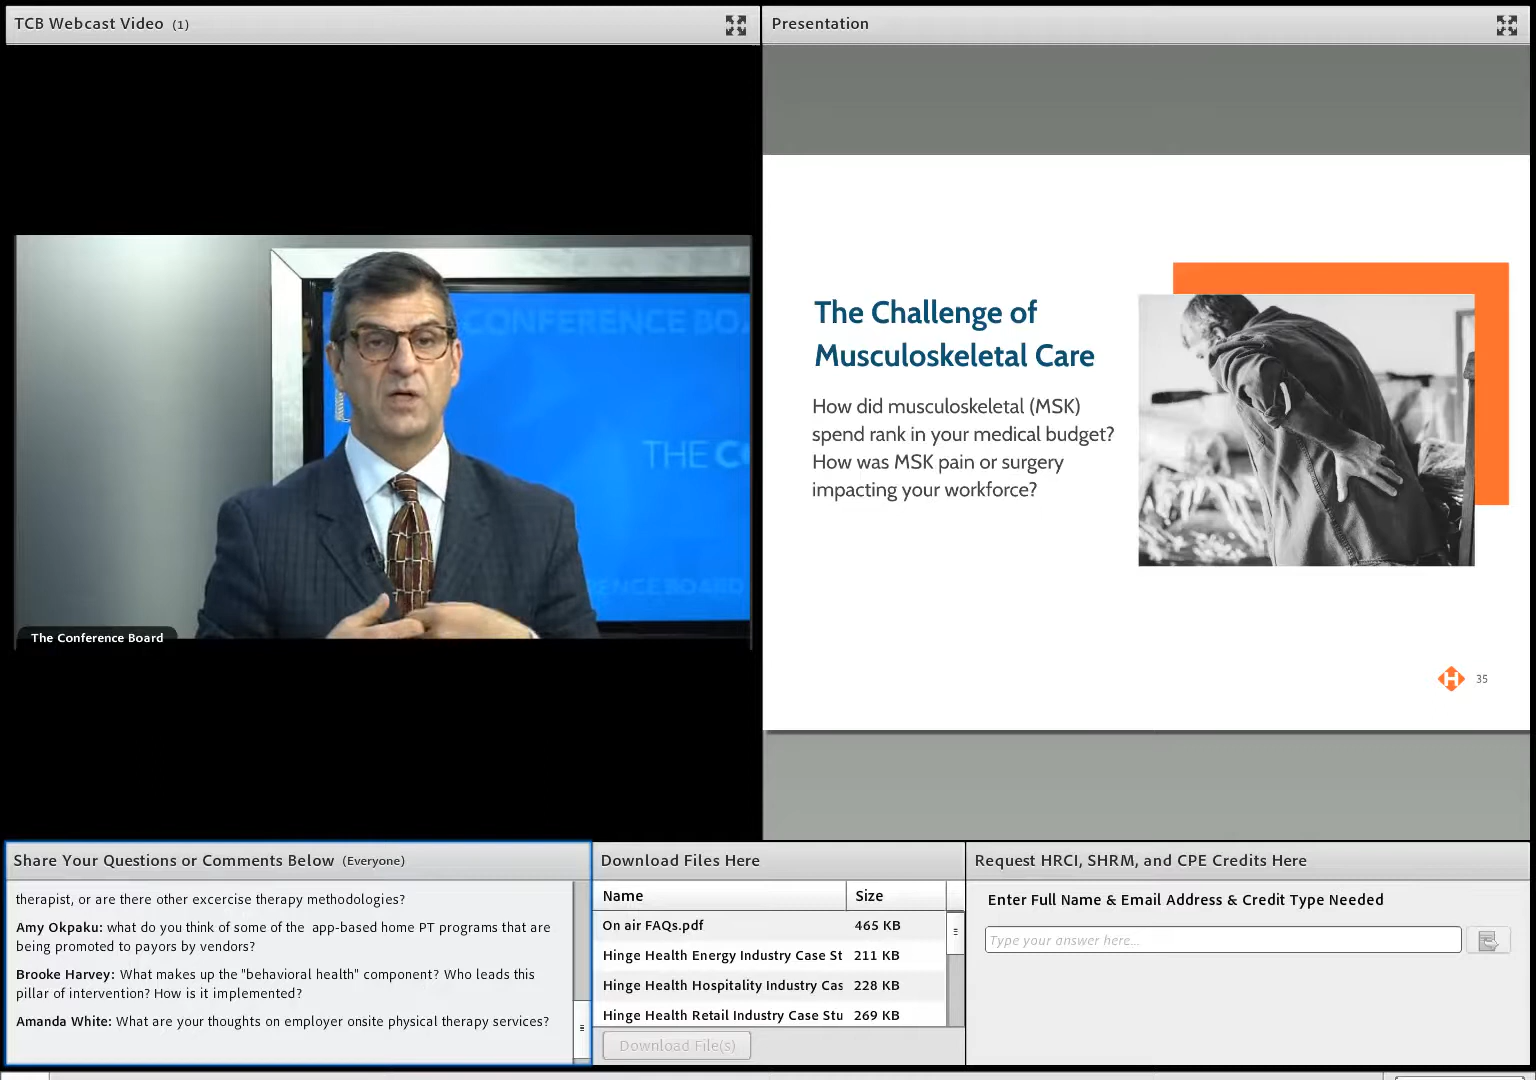 TCB Webcast Video (1)
Presentation
CONFERENCE BOA
THE CO
RENCE BOARD
The Conference Board
The Challenge of
Musculoskeletal Care
How did musculoskeletal (MSK)
spend rank in your medical budget?
How was MSK pain or surgery
impacting your workforce?
H 35
Share Your Questions or Comments Below (Everyone)
therapist, or are there other excercise therapy methodologies?
Amy Okpaku: what do you think of some of the app-based home PT programs that are
being promoted to payors by vendors?
Brooke Harvey: What makes up the "behavioral health" component? Who leads this
pillar of intervention? How is it implemented?
Amanda White: What are your thoughts on employer onsite physical therapy services?
Download Files Here
Name Size
On air FAQs.pdf 465 KB
Hinge Health Energy Industry Case St 211 KB
Hinge Health Hospitality Industry Cas 228 KB
Hinge Health Retail Industry Case Stu 269 KB
Download File(s)
Request HRCI, SHRM, and CPE Credits Here
Enter Full Name & Email Address & Credit Type Needed
Type your answer here...